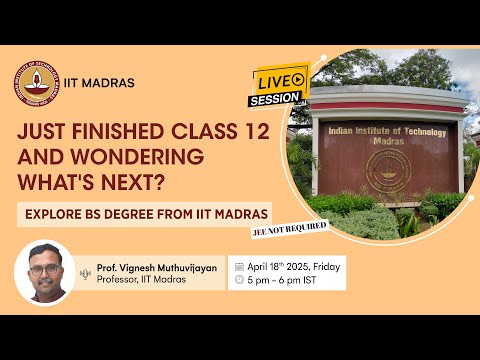 IIT MADRAS
LIVE
SESSION
JUST FINISHED CLASS 12
AND WONDERING
WHAT'S NEXT?
EXPLORE BS DEGREE FROM IIT MADRAS
Indian Institute of Technology
Madras
JEE NOT REQUIRED
Prof. Vignesh Muthuvijayan
Professor, IIT Madras
April 18th 2025, Friday
5 pm - 6 pm IST